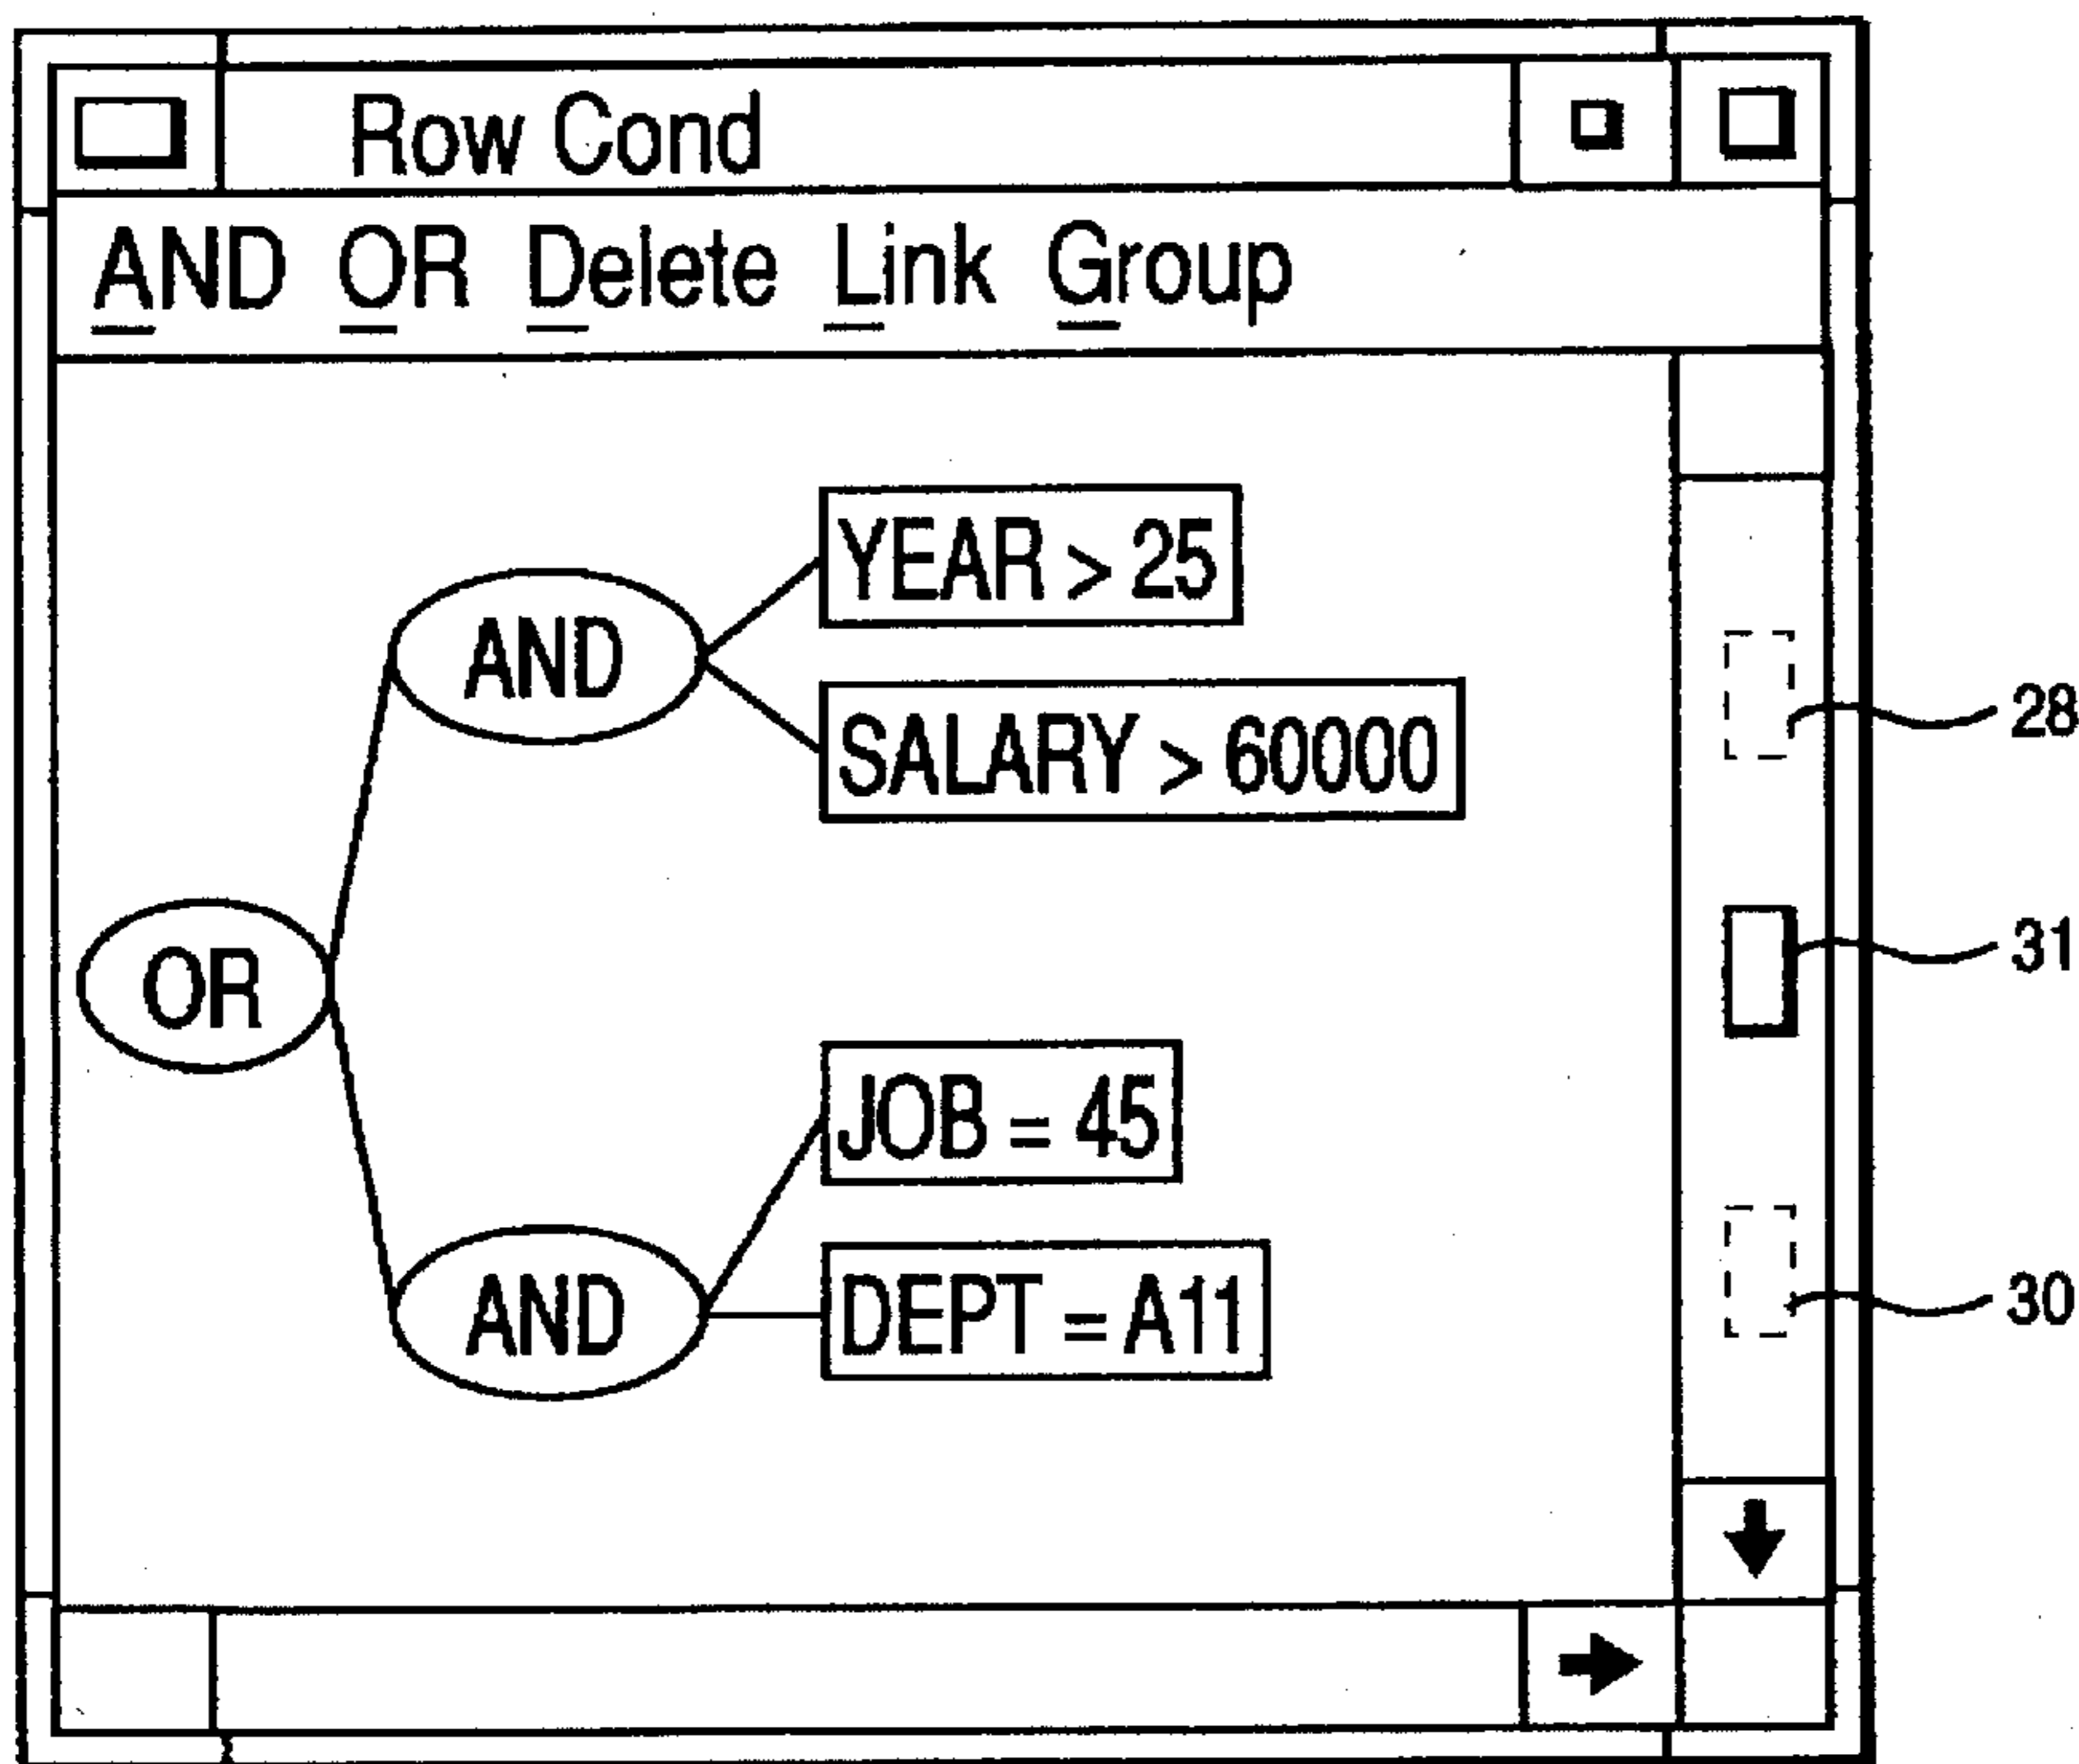 Row Cond
AND OR Delete Link Group
YEAR > 25
AND
SALARY > 60000
28
OR
31
JOB = 45
AND
DEPT = A11
30